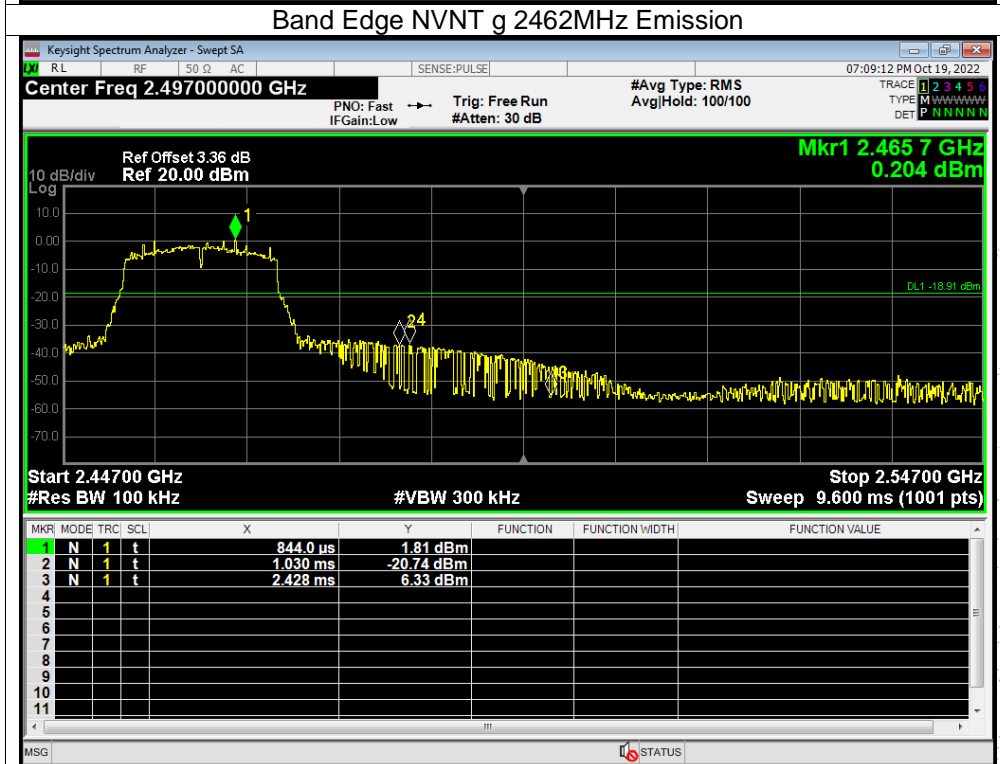 Band Edge NVNT g 2462MHz Emission
Keysight Spectrum Analyzer - Swept SA
LXI RL RF 50 Ω AC SENSE:PULSE 07:09:12 PM Oct 19, 2022
Center Freq 2.497000000 GHz #Avg Type: RMS TRACE 1 2 3 4 5 6
PNO: Fast Trig: Free Run Avg|Hold: 100/100 TYPE M WWWWW
IFGain:Low #Atten: 30 dB DET P N N N N N
Mkr1 2.465 7 GHz
Ref Offset 3.36 dB
10 dB/div Ref 20.00 dBm 0.204 dBm
Log
10.0
1
0.00
-10.0
DL1 -18.91 dBm
-20.0
-30.0
24
-40.0
3
-50.0
-60.0
-70.0
Start 2.44700 GHz Stop 2.54700 GHz
#Res BW 100 kHz #VBW 300 kHz Sweep 9.600 ms (1001 pts)
MKR MODE TRC SCL X Y FUNCTION FUNCTION WIDTH FUNCTION VALUE
1 N 1 t 844.0 µs 1.81 dBm
2 N 1 t 1.030 ms -20.74 dBm
3 N 1 t 2.428 ms 6.33 dBm
4
5
6
7
8
9
10
11
MSG STATUS